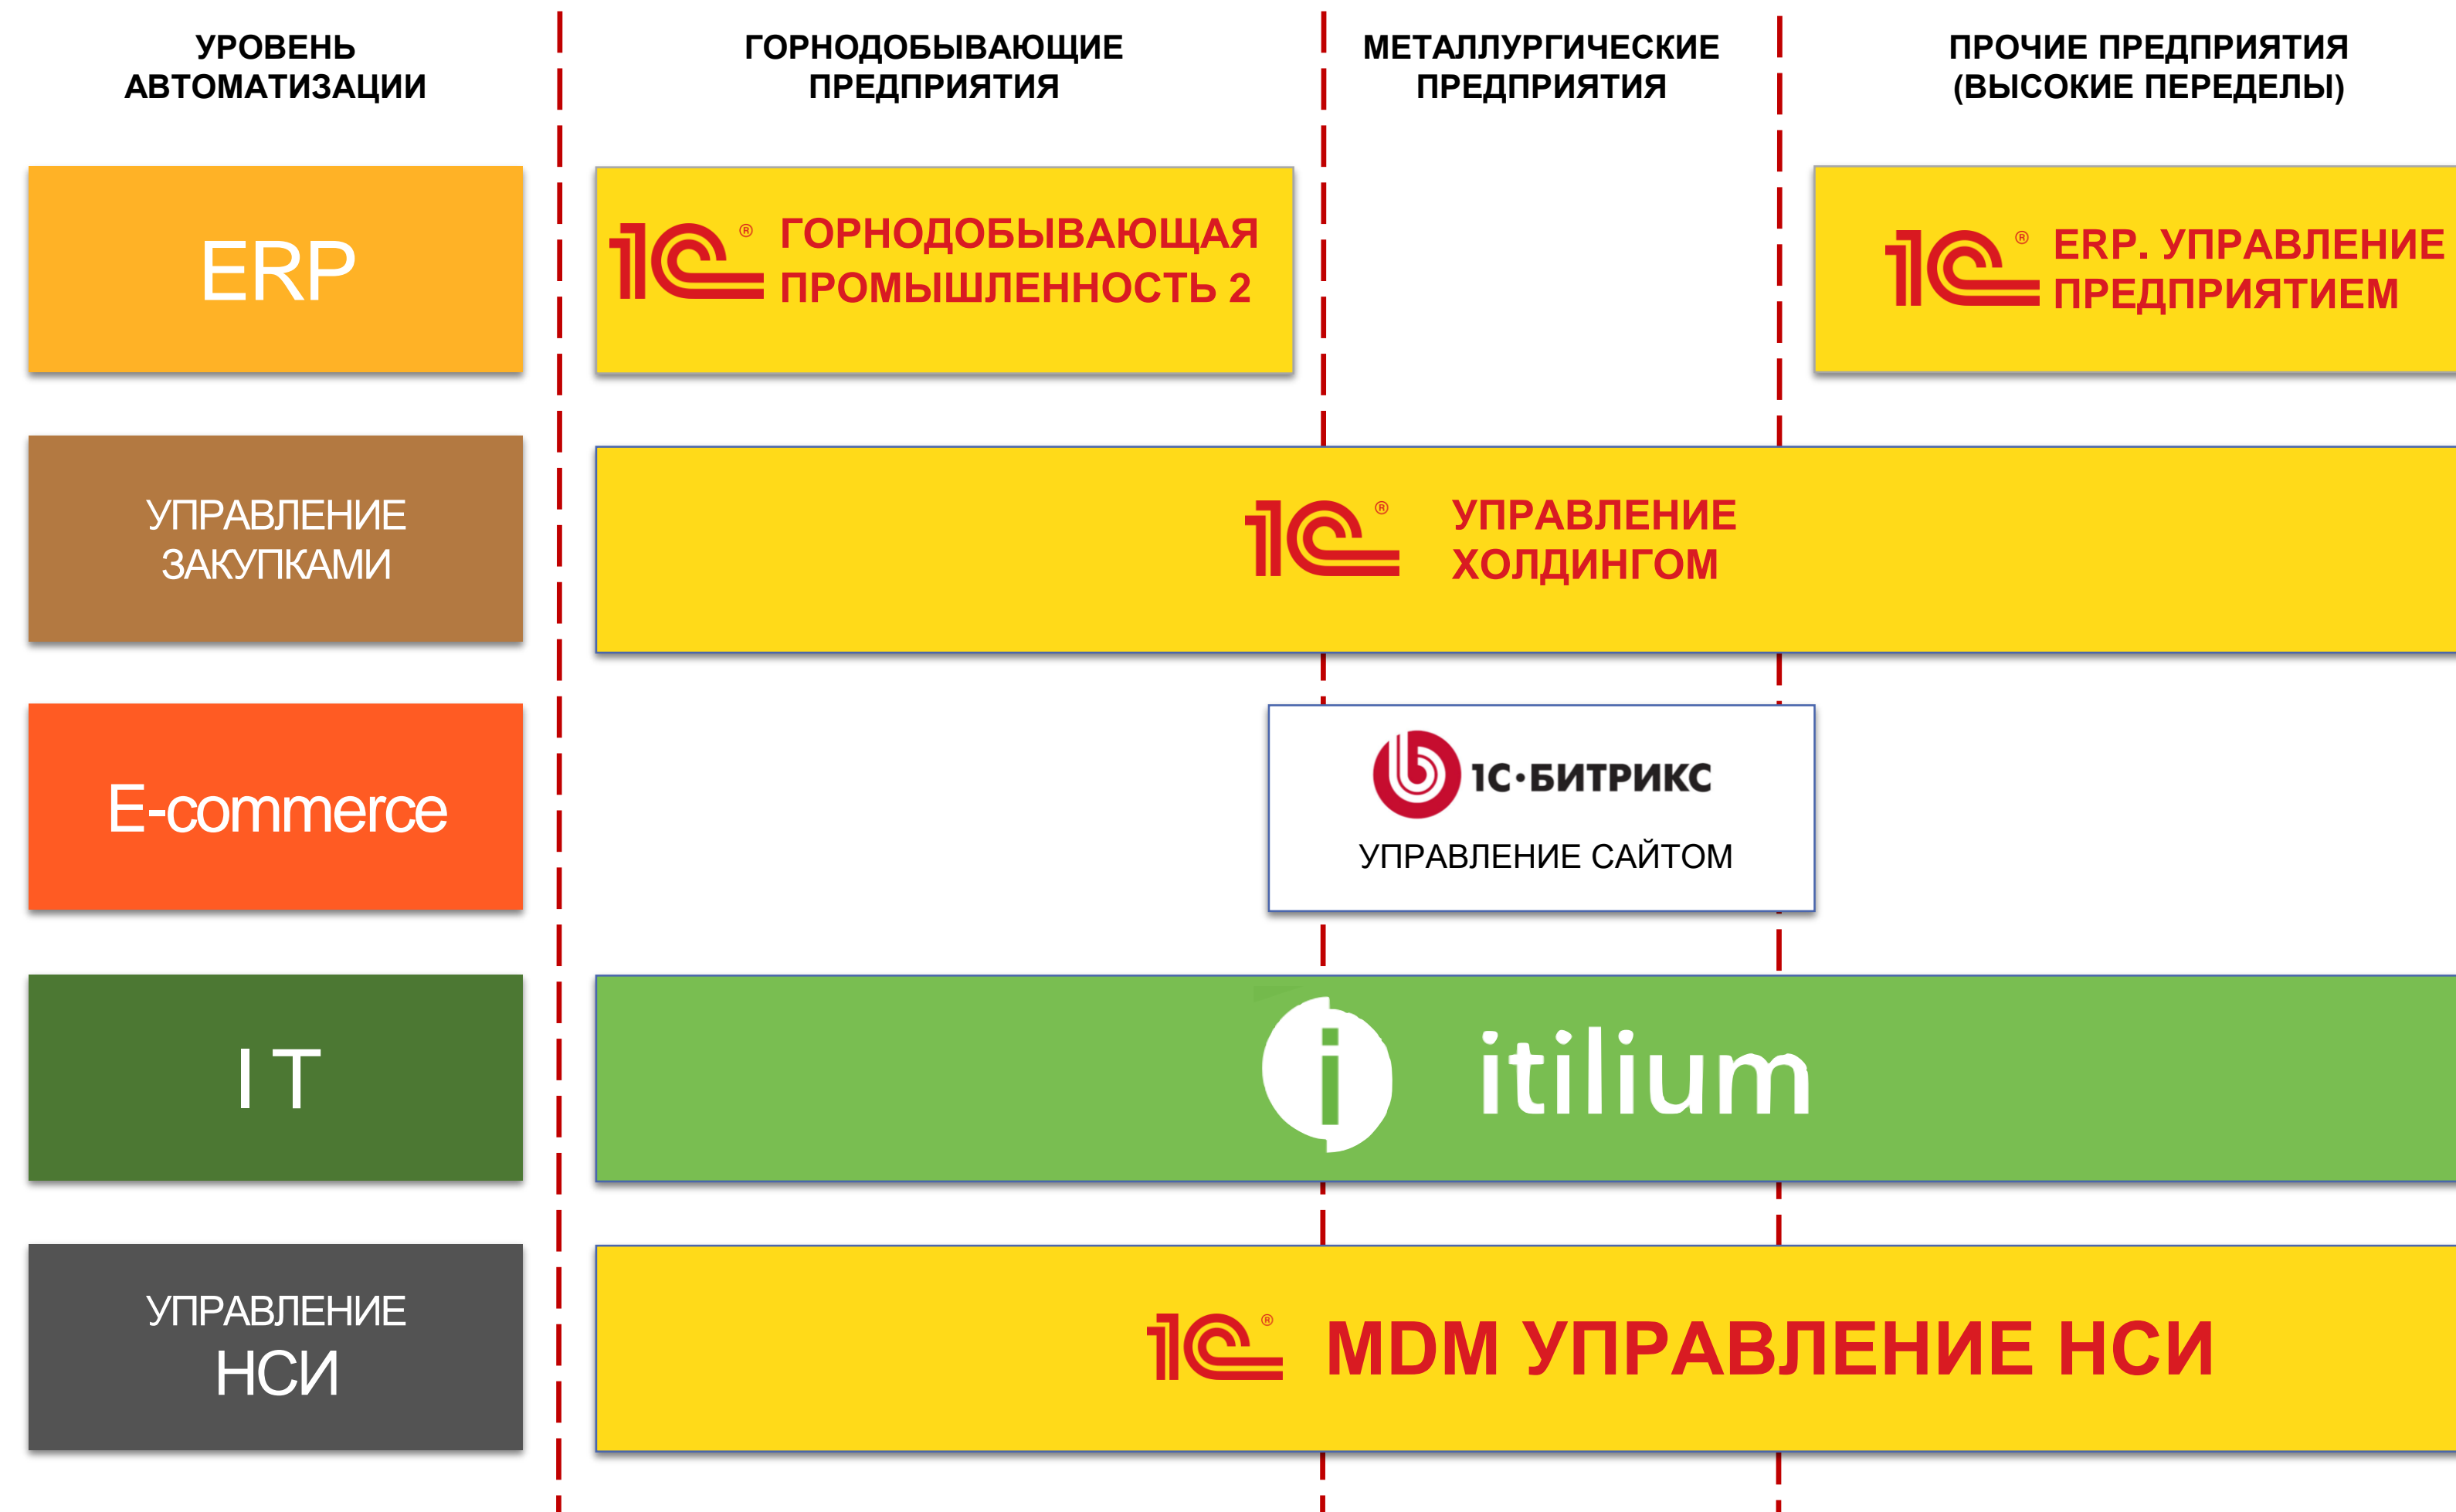 УРОВЕНЬ
АВТОМАТИЗАЦИИ
ГОРНОДОБЫВАЮЩИЕ
ПРЕДПРИЯТИЯ
МЕТАЛЛУРГИЧЕСКИЕ
ПРЕДПРИЯТИЯ
ПРОЧИЕ ПРЕДПРИЯТИЯ
(ВЫСОКИЕ ПЕРЕДЕЛЫ)
ERP
1С® ГОРНОДОБЫВАЮЩАЯ
ПРОМЫШЛЕННОСТЬ 2
1С® ERP. УПРАВЛЕНИЕ
ПРЕДПРИЯТИЕМ
УПРАВЛЕНИЕ
ЗАКУПКАМИ
1С® УПРАВЛЕНИЕ
ХОЛДИНГОМ
E-commerce
1С·БИТРИКС
УПРАВЛЕНИЕ САЙТОМ
IT
itilium
УПРАВЛЕНИЕ
НСИ
1С® MDM УПРАВЛЕНИЕ НСИ